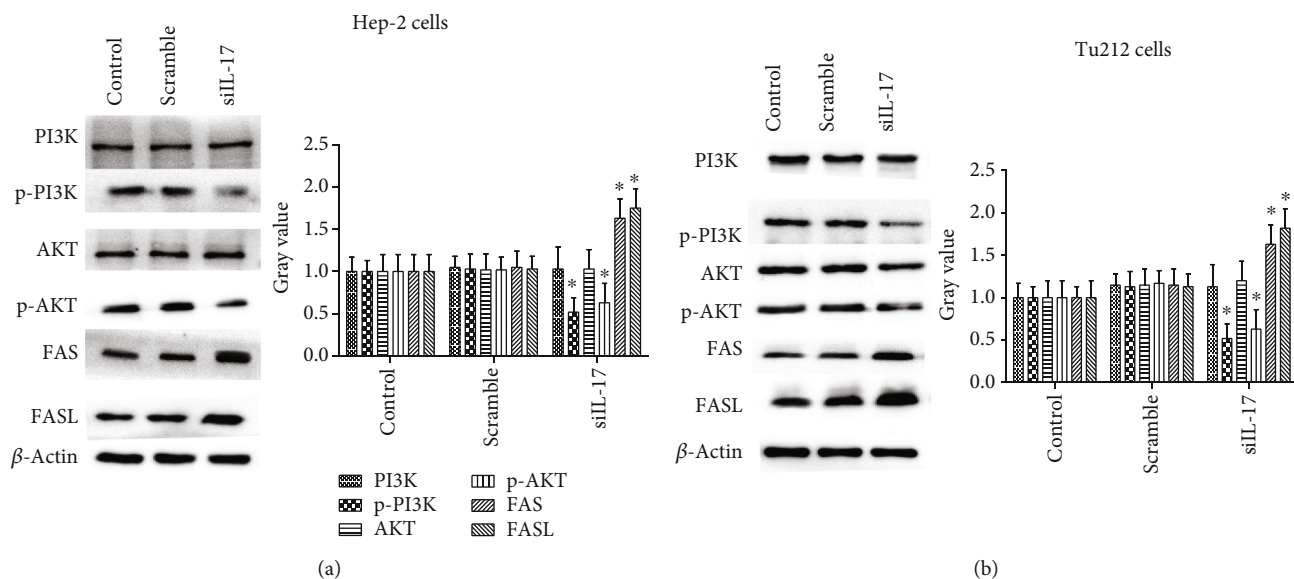 Hep-2 cells
Control
Scramble
siIL-17
PI3K
p-PI3K
AKT
p-AKT
FAS
FASL
β-Actin
Gray value
2.5
2.0
1.5
1.0
0.5
0.0
* * * *
Control
Scramble
siIL-17
PI3K
p-PI3K
AKT
p-AKT
FAS
FASL
(a)
Tu212 cells
Control
Scramble
siIL-17
PI3K
p-PI3K
AKT
p-AKT
FAS
FASL
β-Actin
Gray value
2.5
2.0
1.5
1.0
0.5
0.0
* * * *
Control
Scramble
siIL-17
(b)